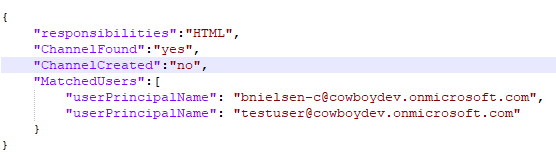 {
"responsibilities":"HTML",
"ChannelFound":"yes",
"ChannelCreated":"no",
"MatchedUsers":[
"userPrincipalName": "bnielsen-c@cowboydev.onmicrosoft.com",
"userPrincipalName": "testuser@cowboydev.onmicrosoft.com"
}
}